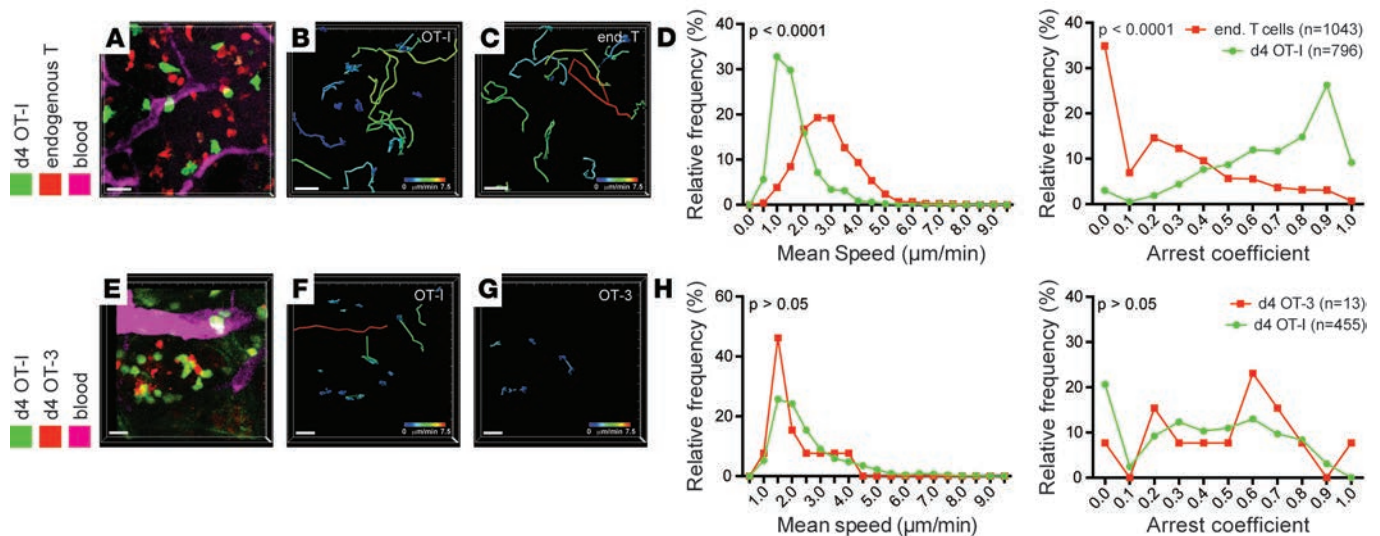 d4 OT-I
endogenous T
blood
A
B
OT-I
0 μm/min 7.5
C
end. T
0 μm/min 7.5
D
Relative frequency (%)
40
30
20
10
0
p < 0.0001
0.0 1.0 2.0 3.0 4.0 5.0 6.0 7.0 8.0 9.0
Mean Speed (μm/min)
Relative frequency (%)
40
30
20
10
0
p < 0.0001
end. T cells (n=1043)
d4 OT-I (n=796)
0.0 0.1 0.2 0.3 0.4 0.5 0.6 0.7 0.8 0.9 1.0
Arrest coefficient
d4 OT-I
d4 OT-3
blood
E
F
OT-I
0 μm/min 7.5
G
OT-3
0 μm/min 7.5
H
Relative frequency (%)
60
40
20
0
p > 0.05
1.0 2.0 3.0 4.0 5.0 6.0 7.0 8.0 9.0
Mean speed (μm/min)
Relative frequency (%)
40
30
20
10
0
p > 0.05
d4 OT-3 (n=13)
d4 OT-I (n=455)
0.0 0.1 0.2 0.3 0.4 0.5 0.6 0.7 0.8 0.9 1.0
Arrest coefficient